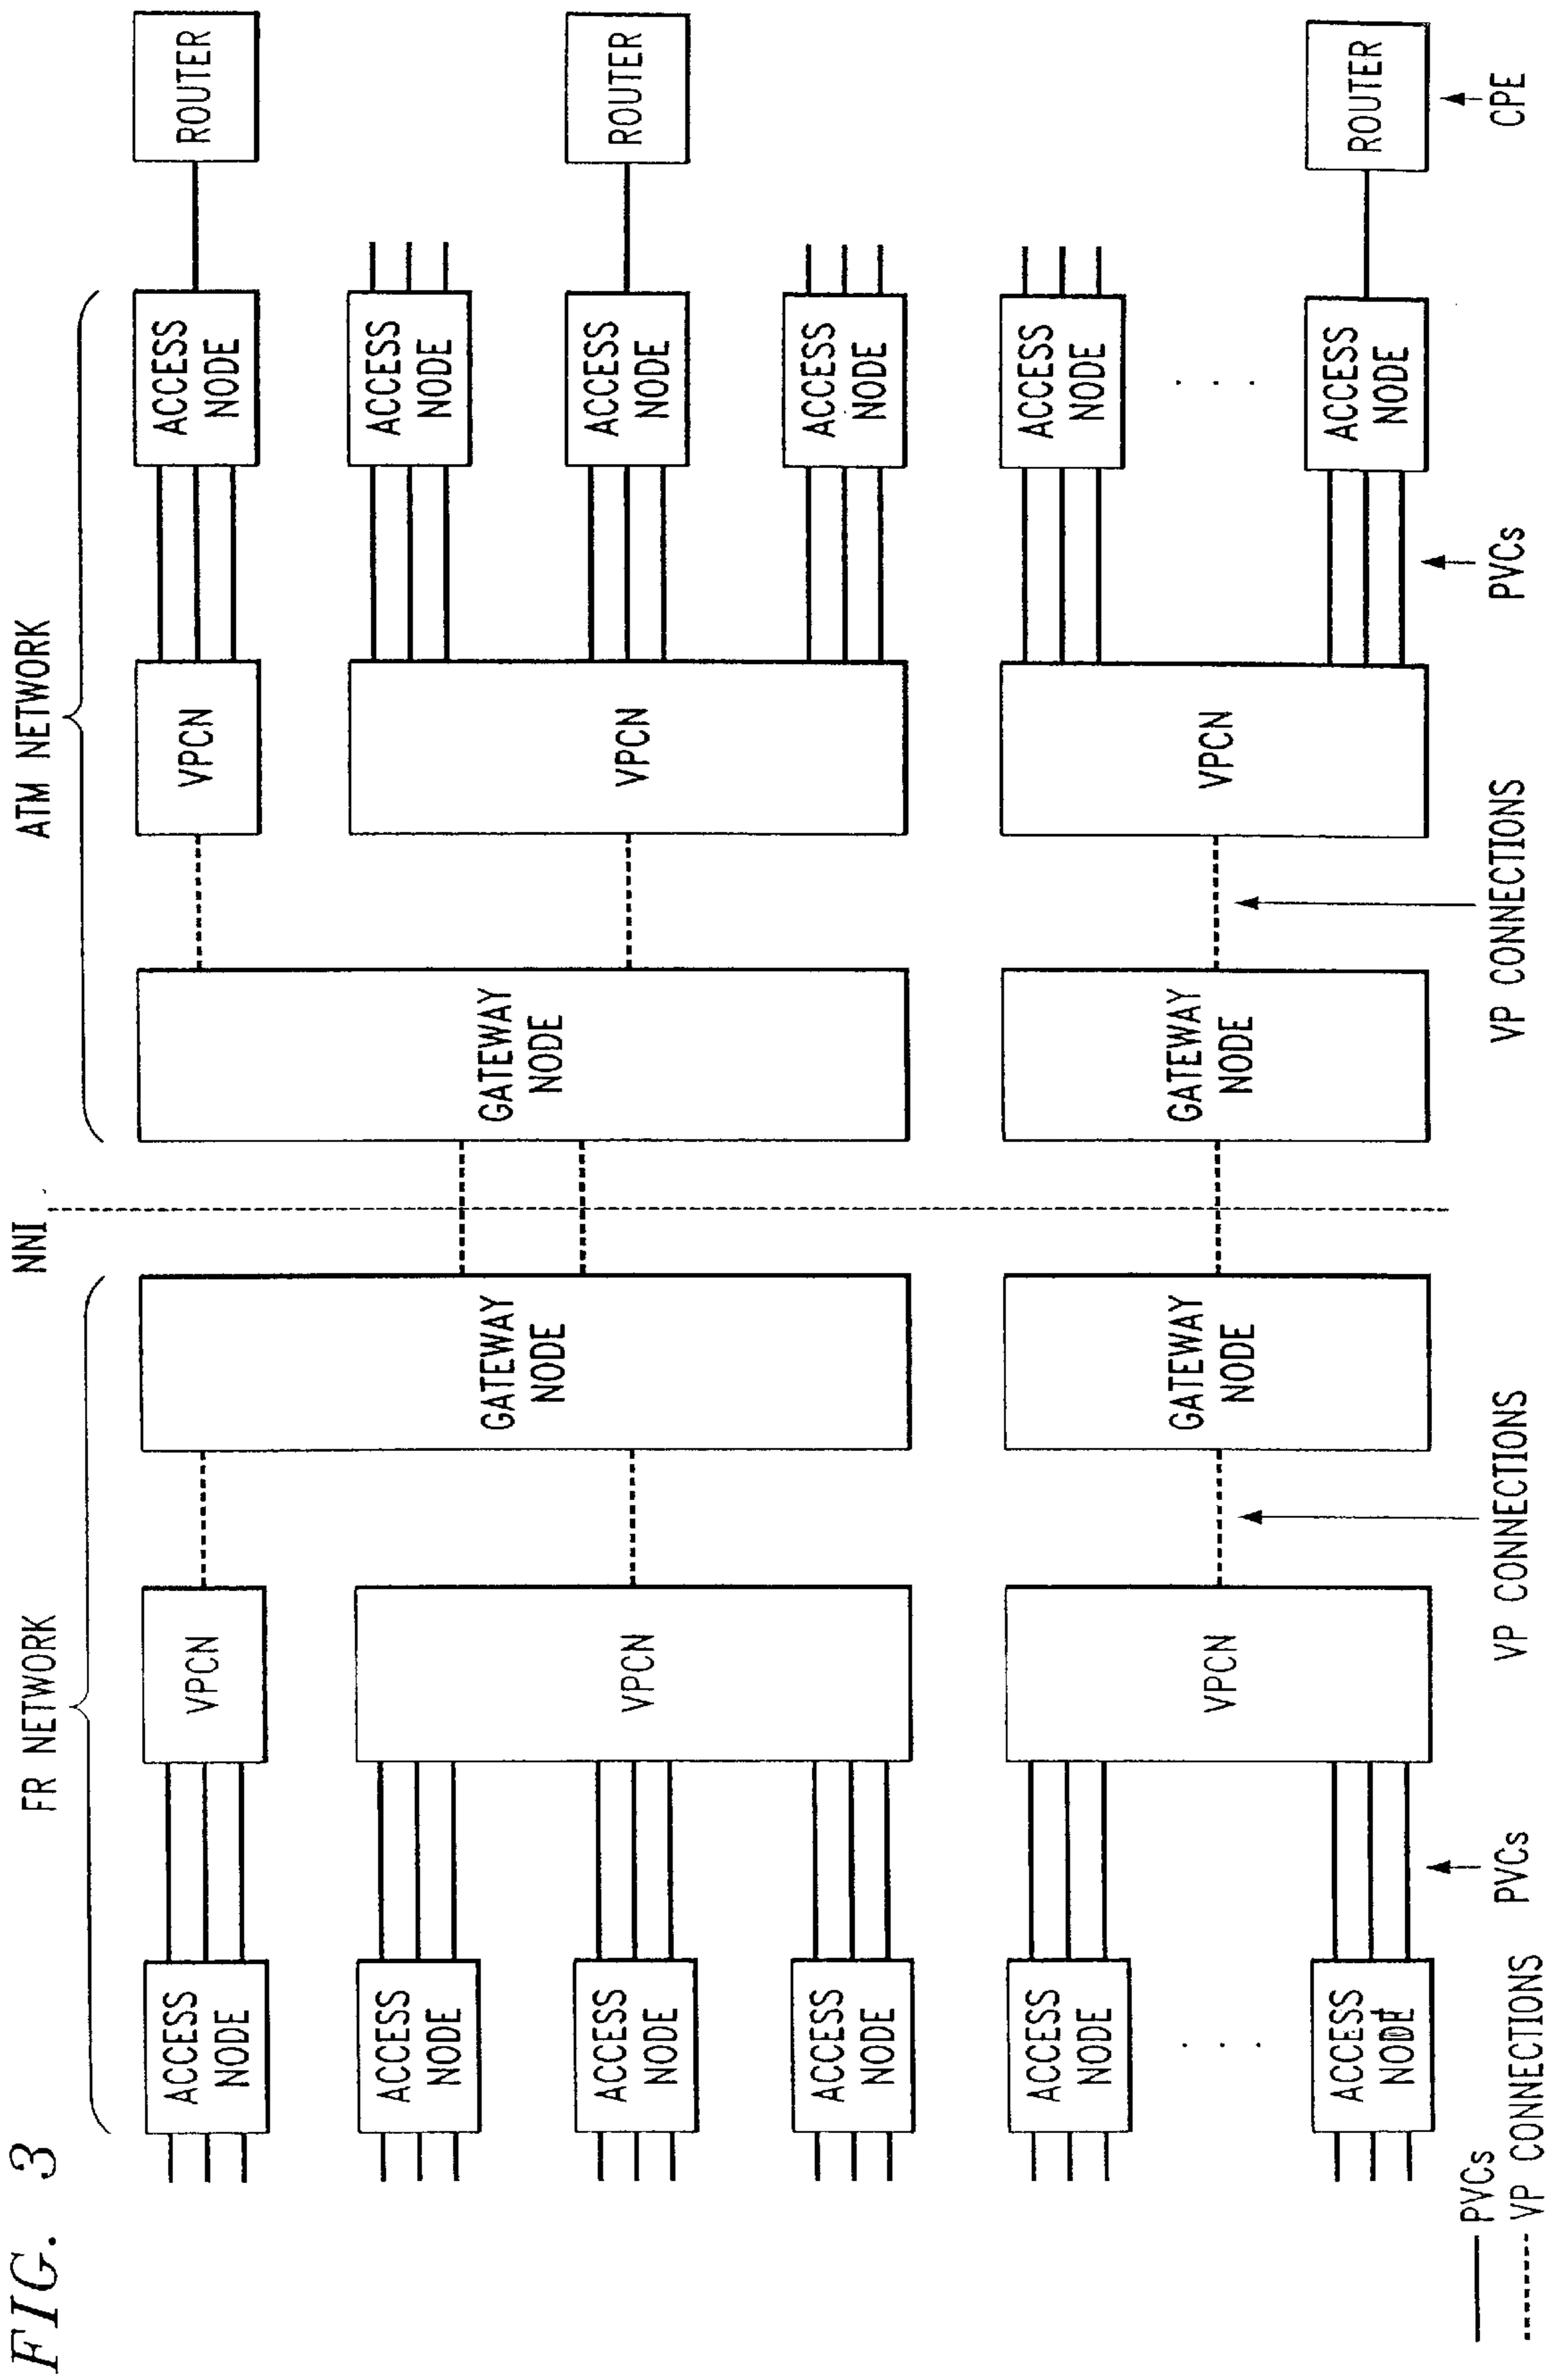 FIG. 3
FR NETWORK
NNI
ATM NETWORK
ACCESS
NODE
VPCN
GATEWAY
NODE
GATEWAY
NODE
VPCN
ACCESS
NODE
ROUTER
ACCESS
NODE
ACCESS
NODE
ACCESS
NODE
VPCN
VPCN
ACCESS
NODE
ACCESS
NODE
ROUTER
ACCESS
NODE
ACCESS
NODE
. . .
ACCESS
NODE
VPCN
GATEWAY
NODE
GATEWAY
NODE
VPCN
ACCESS
NODE
. . .
ACCESS
NODE
ROUTER
PVCs
VP CONNECTIONS
VP CONNECTIONS
PVCs
CPE
PVCs
VP CONNECTIONS